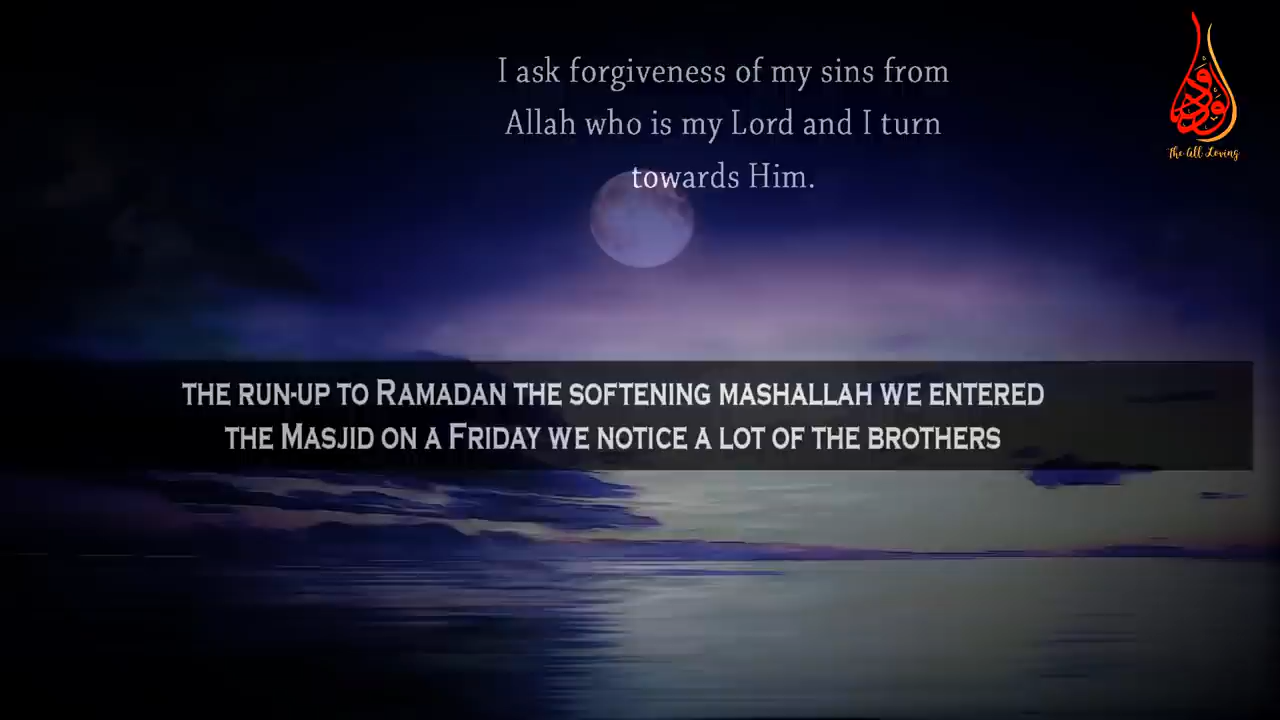 I ask forgiveness of my sins from
Allah who is my Lord and I turn
towards Him.
ودود
The All Loving
THE RUN-UP TO RAMADAN THE SOFTENING MASHALLAH WE ENTERED
THE MASJID ON A FRIDAY WE NOTICE A LOT OF THE BROTHERS